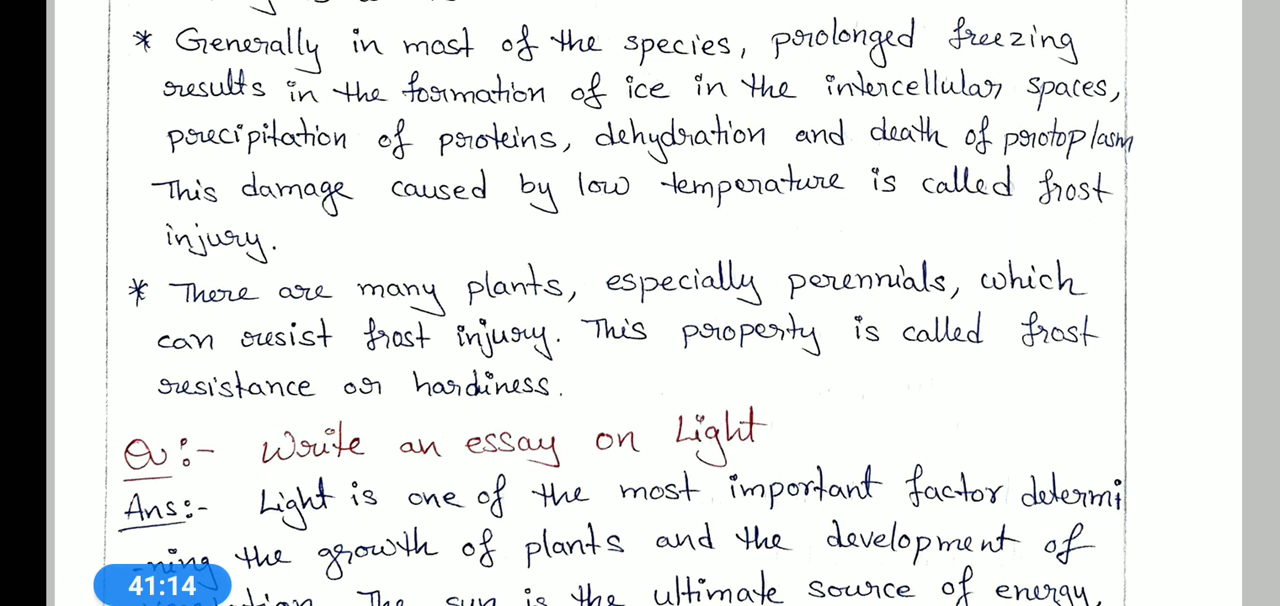 * Generally in most of the species, prolonged freezing
results in the formation of ice in the intercellular spaces,
precipitation of proteins, dehydration and death of protoplasm
This damage caused by low temperature is called frost
injury.
* There are many plants, especially perennials, which
can resist frost injury. This property is called frost
resistance or hardiness.
Q:- Write an essay on Light
Ans:- Light is one of the most important factor determi
-ning the growth of plants and the development of
The sun is the ultimate source of energy.
41:14